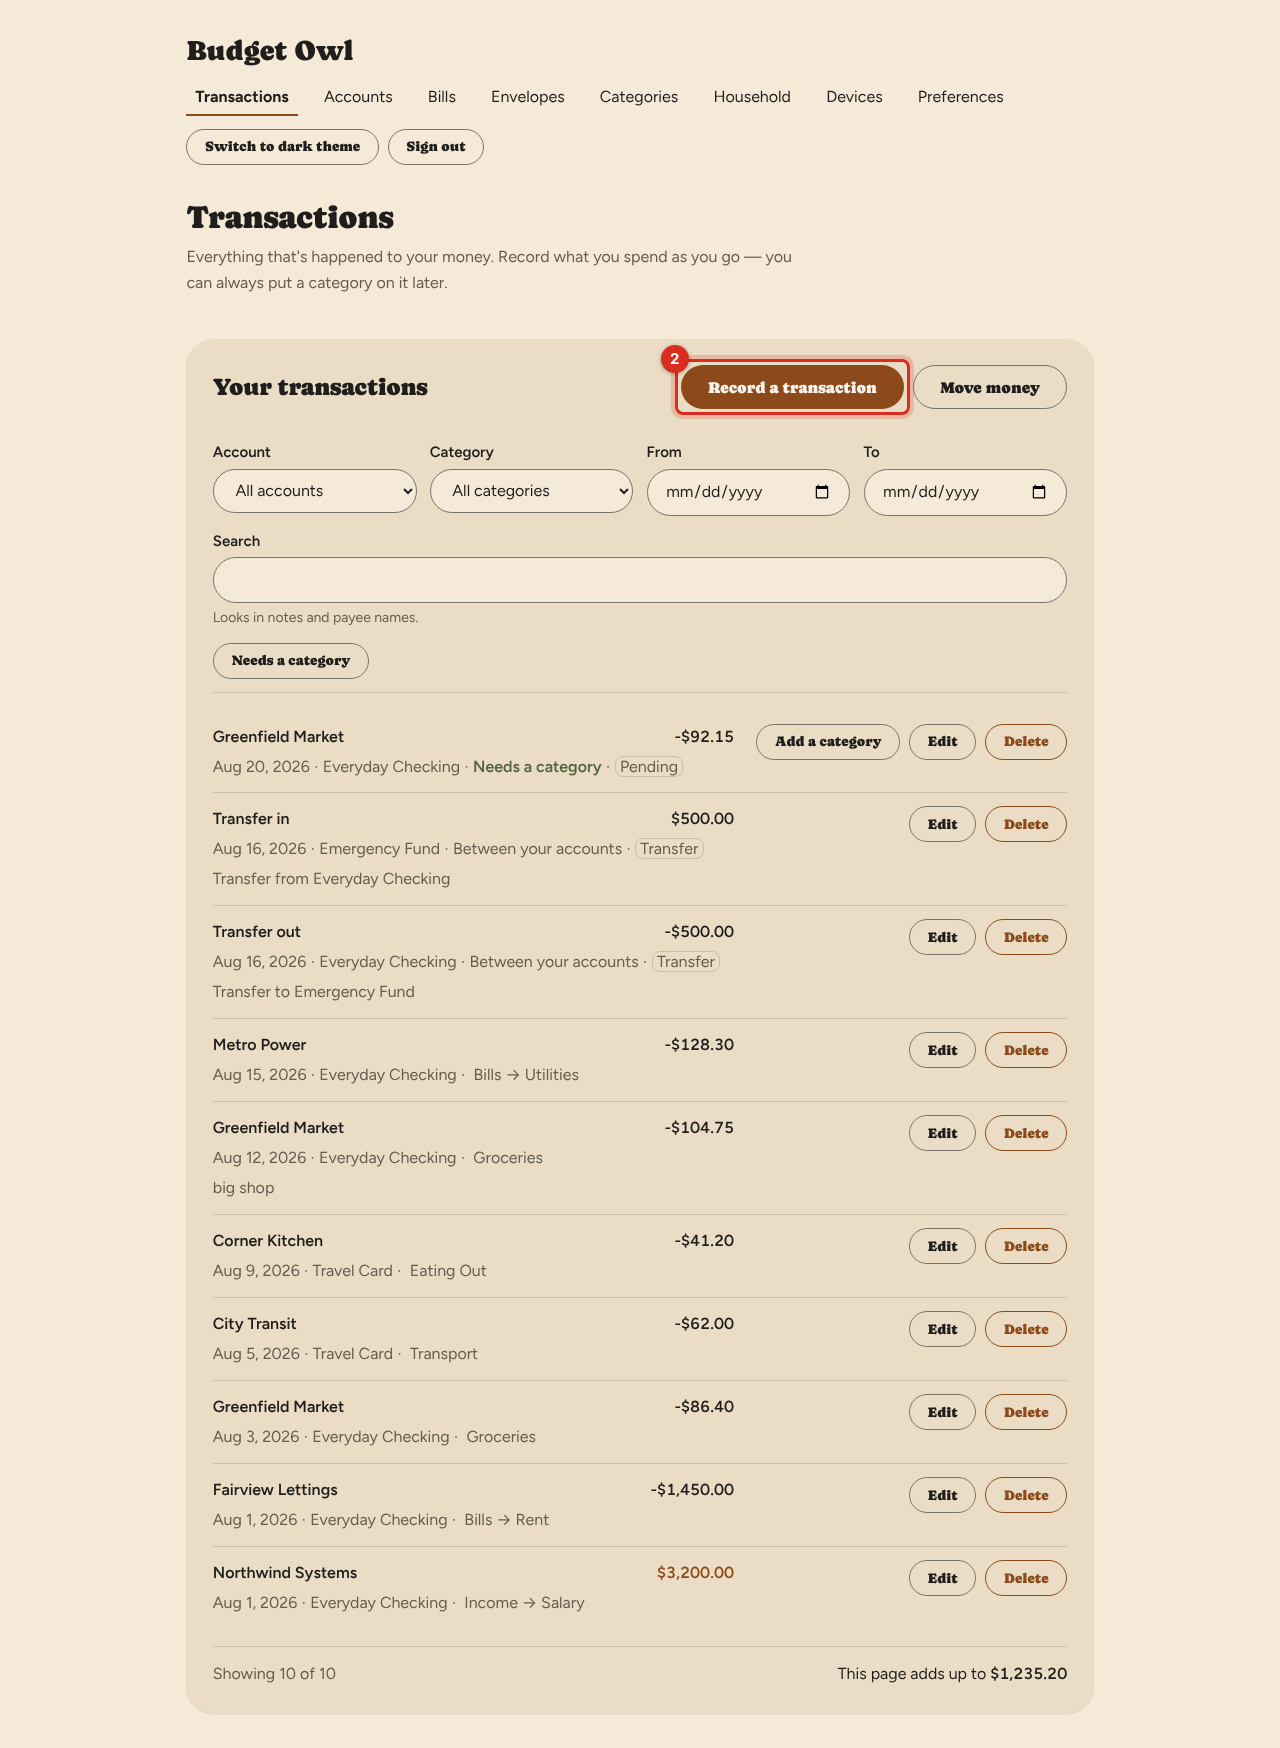 Budget Owl
Transactions Accounts Bills Envelopes Categories Household Devices Preferences
Switch to dark theme Sign out
Transactions
Everything that's happened to your money. Record what you spend as you go — you
can always put a category on it later.
2
Your transactions Record a transaction Move money
Account Category From To
All accounts All categories mm/dd/yyyy mm/dd/yyyy
Search
Looks in notes and payee names.
Needs a category
Greenfield Market -$92.15 Add a category Edit Delete
Aug 20, 2026 · Everyday Checking · Needs a category · Pending
Transfer in $500.00 Edit Delete
Aug 16, 2026 · Emergency Fund · Between your accounts · Transfer
Transfer from Everyday Checking
Transfer out -$500.00 Edit Delete
Aug 16, 2026 · Everyday Checking · Between your accounts · Transfer
Transfer to Emergency Fund
Metro Power -$128.30 Edit Delete
Aug 15, 2026 · Everyday Checking · Bills → Utilities
Greenfield Market -$104.75 Edit Delete
Aug 12, 2026 · Everyday Checking · Groceries
big shop
Corner Kitchen -$41.20 Edit Delete
Aug 9, 2026 · Travel Card · Eating Out
City Transit -$62.00 Edit Delete
Aug 5, 2026 · Travel Card · Transport
Greenfield Market -$86.40 Edit Delete
Aug 3, 2026 · Everyday Checking · Groceries
Fairview Lettings -$1,450.00 Edit Delete
Aug 1, 2026 · Everyday Checking · Bills → Rent
Northwind Systems $3,200.00 Edit Delete
Aug 1, 2026 · Everyday Checking · Income → Salary
Showing 10 of 10 This page adds up to $1,235.20